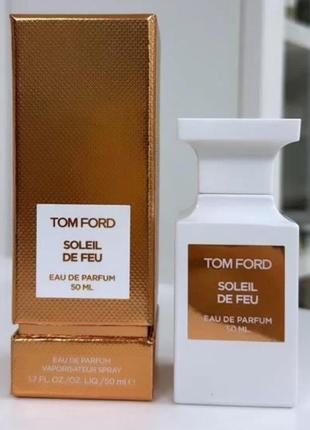 TOM FORD
SOLEIL
DE FEU
EAU DE PARFUM
50 ML
EAU DE PARFUM
VAPORISATEUR SPRAY
1.7 FL. OZ./OZ. LIQ./50 ml ℮
TOM FORD
SOLEIL
DE FEU
EAU DE PARFUM
50 ML